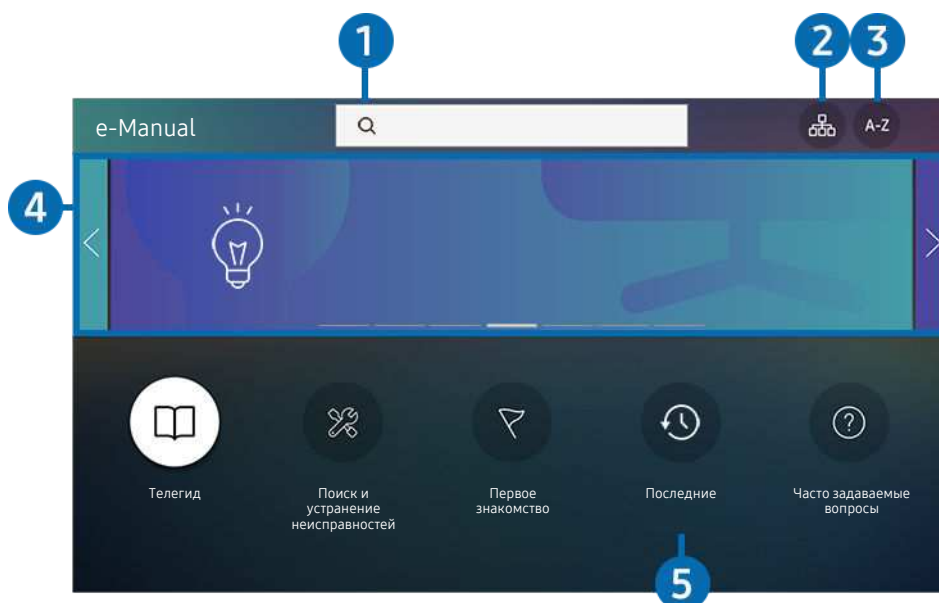 1
2
3
e-Manual
A-Z
4
Телегид
Поиск и
устранение
неисправностей
Первое
знакомство
Последние
Часто задаваемые
вопросы
5